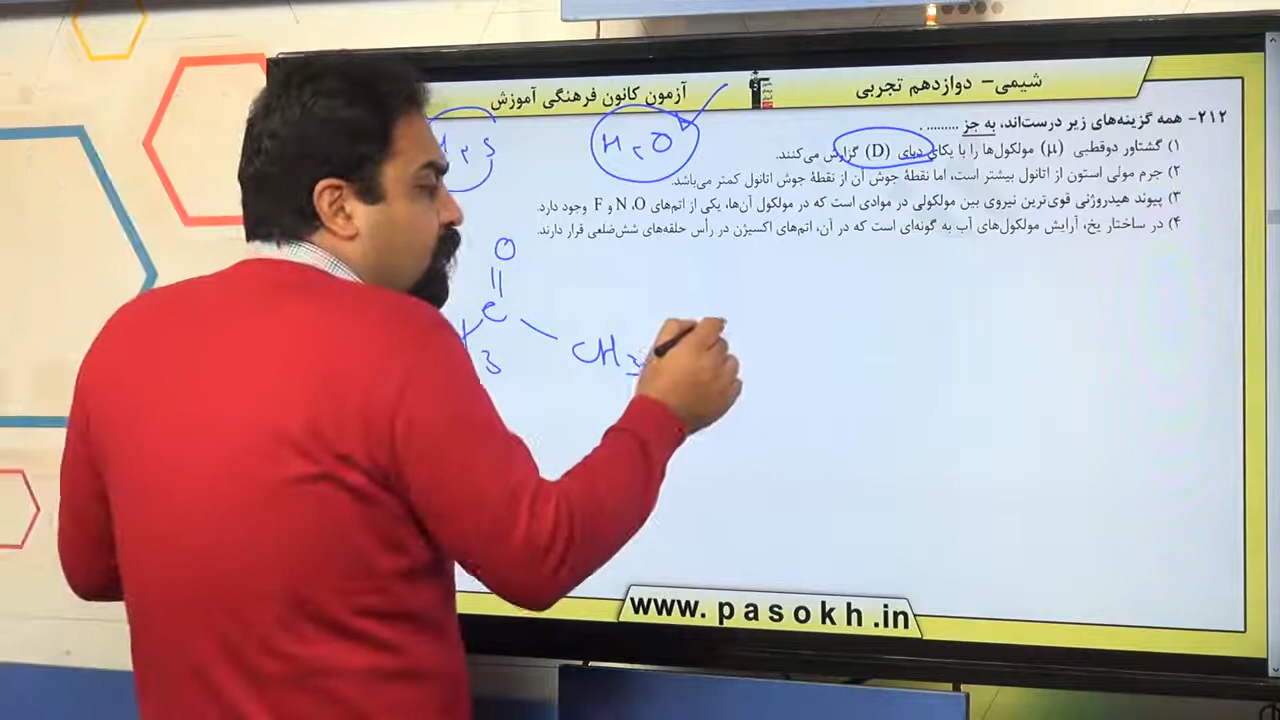 شیمی- دوازدهم تجربی
آزمون کانون فرهنگی آموزش
۲۱۲- همه گزینه‌های زیر درست‌اند، به جز ......... .
۱) گشتاور دوقطبی (μ) مولکول‌ها را با یکای دبای (D) گزارش می‌کنند.
۲) جرم مولی استون از اتانول بیشتر است، اما نقطهٔ جوش آن از نقطهٔ جوش اتانول کمتر می‌باشد.
۳) پیوند هیدروژنی قوی‌ترین نیروی بین مولکولی در موادی است که در مولکول آن‌ها، یکی از اتم‌های N ،O و F وجود دارد.
۴) در ساختار یخ، آرایش مولکول‌های آب به گونه‌ای است که در آن، اتم‌های اکسیژن در رأس حلقه‌های شش‌ضلعی قرار دارند.
H2S
H2O
O
C
3
CH3
www.pasokh.in